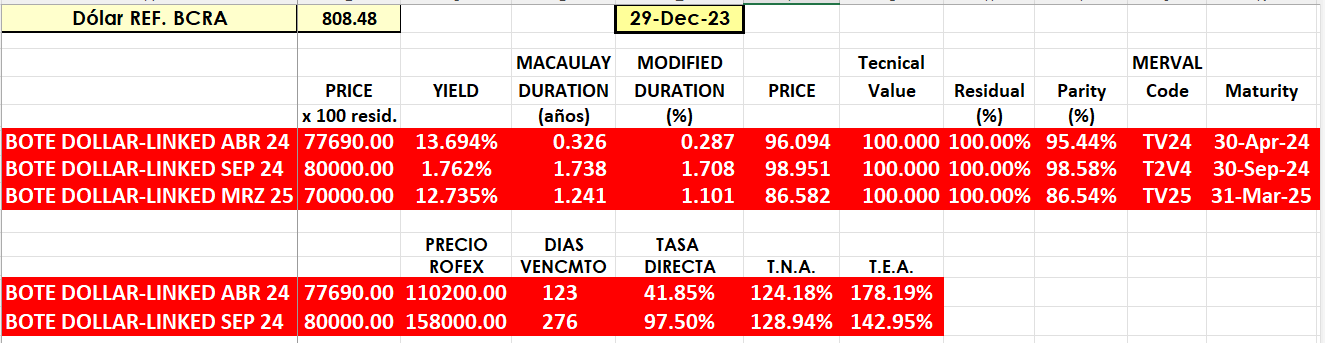 Dólar REF. BCRA 808.48 29-Dec-23
MACAULAY MODIFIED Tecnical MERVAL
PRICE YIELD DURATION DURATION PRICE Value Residual Parity Code Maturity
x 100 resid. (años) (%) (%) (%)
BOTE DOLLAR-LINKED ABR 24 77690.00 13.694% 0.326 0.287 96.094 100.000 100.00% 95.44% TV24 30-Apr-24
BOTE DOLLAR-LINKED SEP 24 80000.00 1.762% 1.738 1.708 98.951 100.000 100.00% 98.58% T2V4 30-Sep-24
BOTE DOLLAR-LINKED MRZ 25 70000.00 12.735% 1.241 1.101 86.582 100.000 100.00% 86.54% TV25 31-Mar-25
PRECIO DIAS TASA
ROFEX VENCMTO DIRECTA T.N.A. T.E.A.
BOTE DOLLAR-LINKED ABR 24 77690.00 110200.00 123 41.85% 124.18% 178.19%
BOTE DOLLAR-LINKED SEP 24 80000.00 158000.00 276 97.50% 128.94% 142.95%